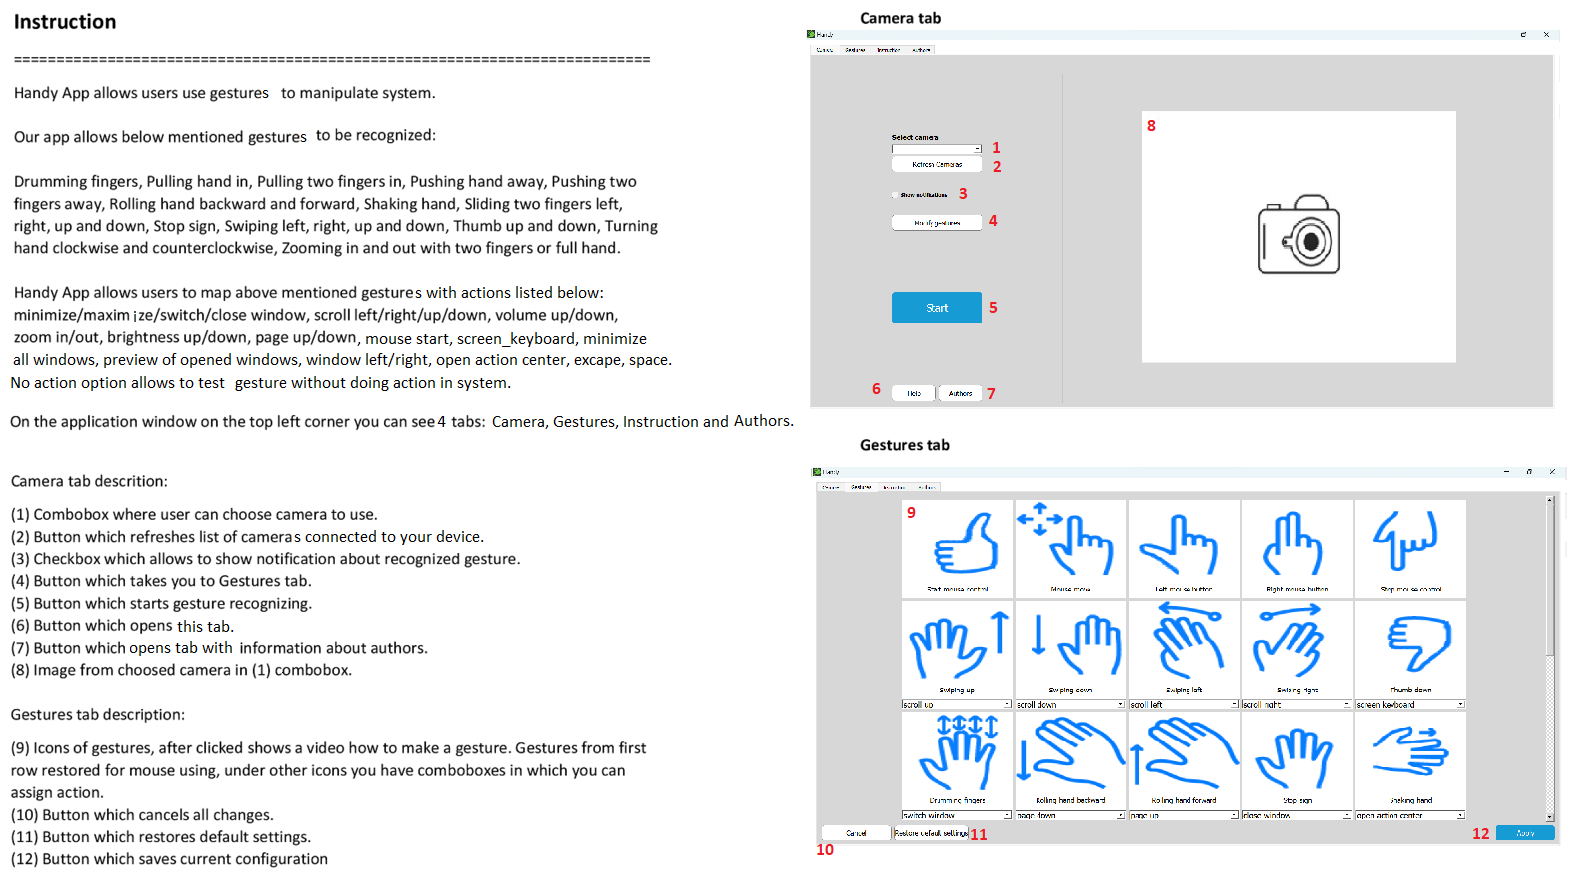 Instruction
===========================================================================
Handy App allows users use gestures to manipulate system.
Our app allows below mentioned gestures to be recognized:
Drumming fingers, Pulling hand in, Pulling two fingers in, Pushing hand away, Pushing two
fingers away, Rolling hand backward and forward, Shaking hand, Sliding two fingers left,
right, up and down, Stop sign, Swiping left, right, up and down, Thumb up and down, Turning
hand clockwise and counterclockwise, Zooming in and out with two fingers or full hand.
Handy App allows users to map above mentioned gestures with actions listed below:
minimize/maximize/switch/close window, scroll left/right/up/down, volume up/down,
zoom in/out, brightness up/down, page up/down, mouse start, screen_keyboard, minimize
all windows, preview of opened windows, window left/right, open action center, excape, space.
No action option allows to test gesture without doing action in system.
On the application window on the top left corner you can see 4 tabs: Camera, Gestures, Instruction and Authors.
Camera tab descrition:
(1) Combobox where user can choose camera to use.
(2) Button which refreshes list of cameras connected to your device.
(3) Checkbox which allows to show notification about recognized gesture.
(4) Button which takes you to Gestures tab.
(5) Button which starts gesture recognizing.
(6) Button which opens this tab.
(7) Button which opens tab with information about authors.
(8) Image from choosed camera in (1) combobox.
Gestures tab description:
(9) Icons of gestures, after clicked shows a video how to make a gesture. Gestures from first
row restored for mouse using, under other icons you have comboboxes in which you can
assign action.
(10) Button which cancels all changes.
(11) Button which restores default settings.
(12) Button which saves current configuration
Camera tab
Handy
Camera Gestures Instruction Authors
8
Select camera
1
Refresh Cameras 2
Show notifications 3
Modify gestures 4
Start 5
6 Help Authors 7
Gestures tab
Handy
Camera Gestures Instruction Authors
9
Start mouse control Mouse move Left mouse button Right mouse button Stop mouse control
Swiping up Swiping down Swiping left Swiping right Thumb down
scroll up scroll down scroll left scroll right screen keyboard
Drumming fingers Rolling hand backward Rolling hand forward Stop sign Shaking hand
switch window page down page up close window open action center
Cancel Restore default settings 11 12 Apply
10